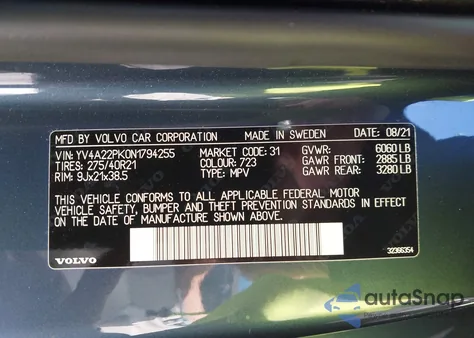 MFD. BY VOLVO CAR CORPORATION MADE IN SWEDEN DATE 08/21
VIN: YV4A22PK0N1794255 MARKET CODE: 31 GVWR: 6060 LB
TIRES: 275/40R21 COLOUR: 723 GAWR FRONT: 2885 LB
RIM: 9Jx21x38.5 TYPE: MPV GAWR REAR: 3280 LB
THIS VEHICLE CONFORMS TO ALL APPLICABLE FEDERAL MOTOR
VEHICLE SAFETY, BUMPER AND THEFT PREVENTION STANDARDS IN EFFECT
ON THE DATE OF MANUFACTURE SHOWN ABOVE.
VOLVO 32366354
autoSnap